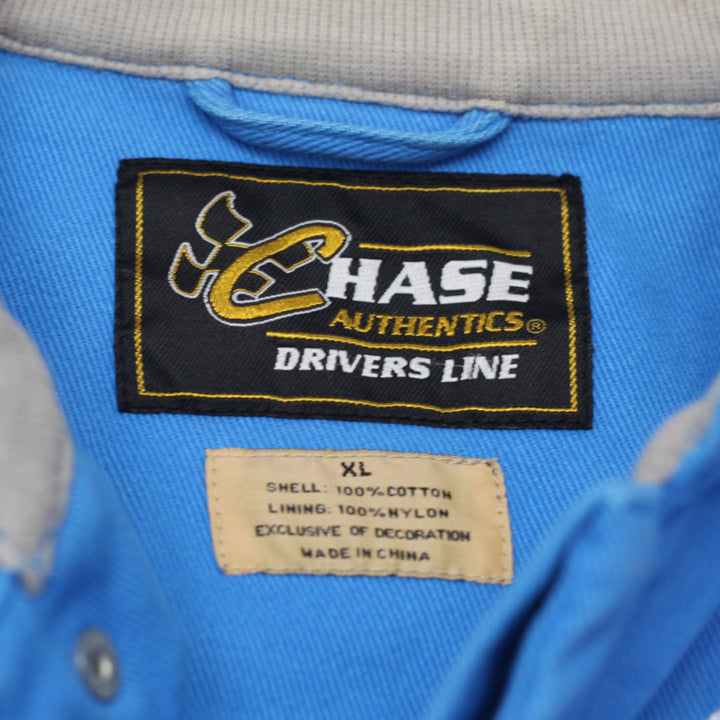 CHASE
AUTHENTICS®
DRIVERS LINE
XL
SHELL: 100% COTTON
LINING: 100% NYLON
EXCLUSIVE OF DECORATION
MADE IN CHINA